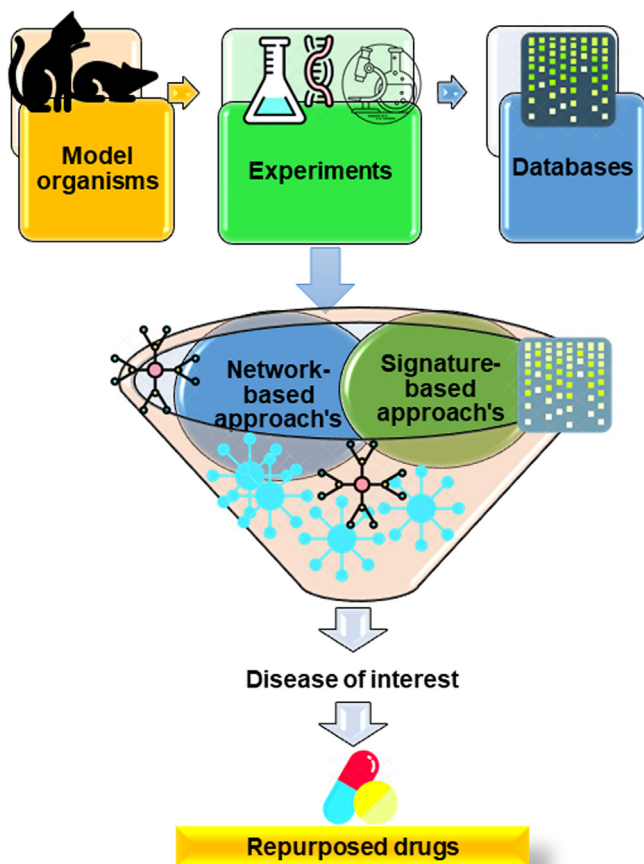 Model
organisms
Experiments
Databases
Network-
based
approach's
Signature-
based
approach's
Disease of interest
Repurposed drugs